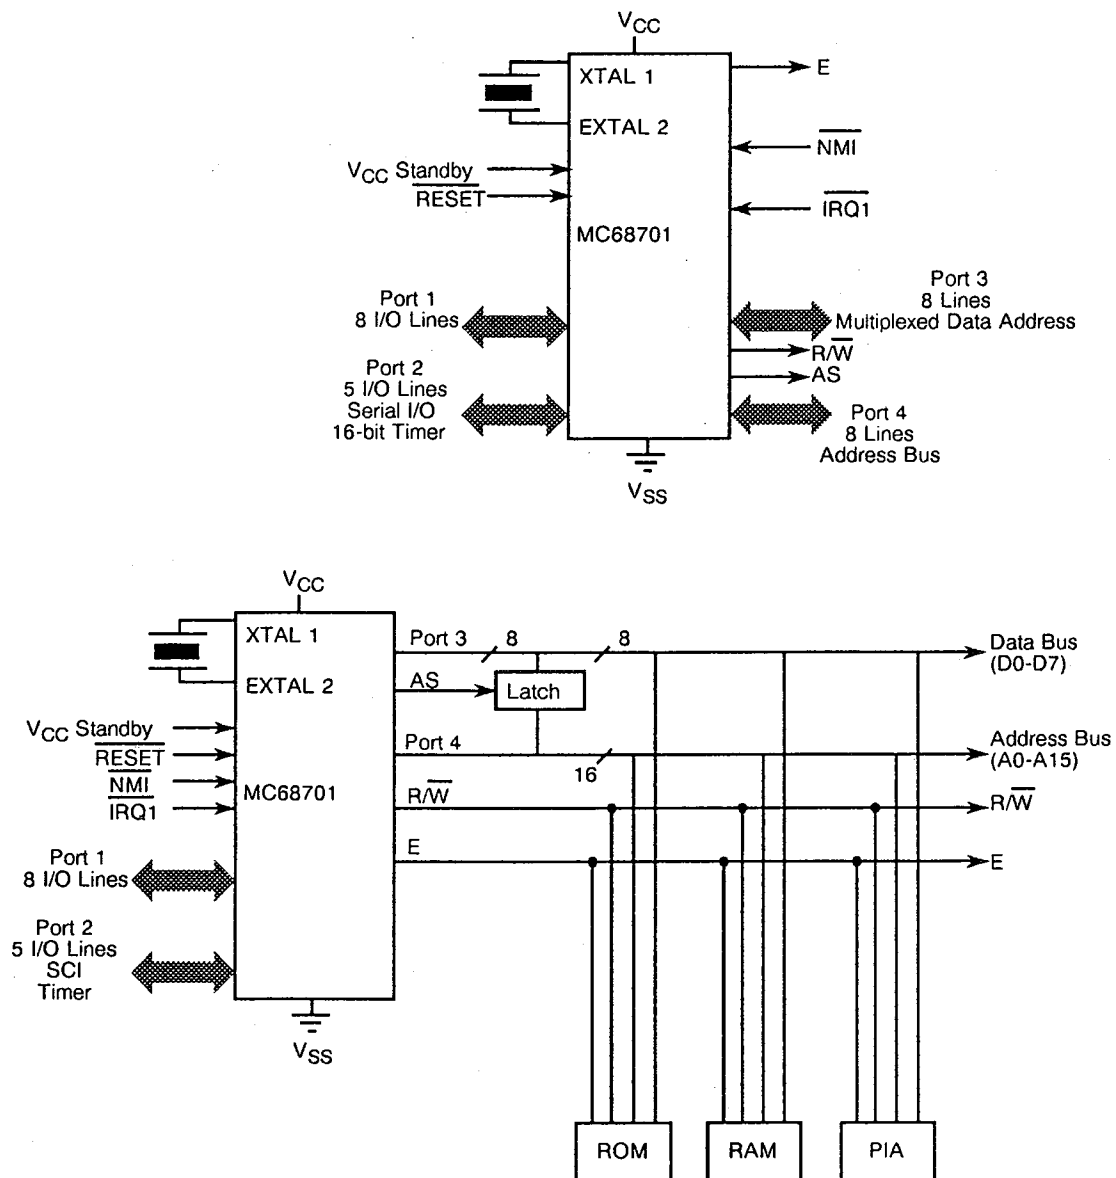 VCC
XTAL 1
EXTAL 2
E
NMI
VCC Standby
RESET
IRQ1
MC68701
Port 1
8 I/O Lines
Port 3
8 Lines
Multiplexed Data Address
R/W
AS
Port 2
5 I/O Lines
Serial I/O
16-bit Timer
Port 4
8 Lines
Address Bus
VSS
VCC
XTAL 1
EXTAL 2
Port 3
8
8
Data Bus
(D0-D7)
AS
Latch
VCC Standby
RESET
NMI
IRQ1
MC68701
Port 4
16
Address Bus
(A0-A15)
R/W
R/W
E
E
Port 1
8 I/O Lines
Port 2
5 I/O Lines
SCI
Timer
VSS
ROM
RAM
PIA